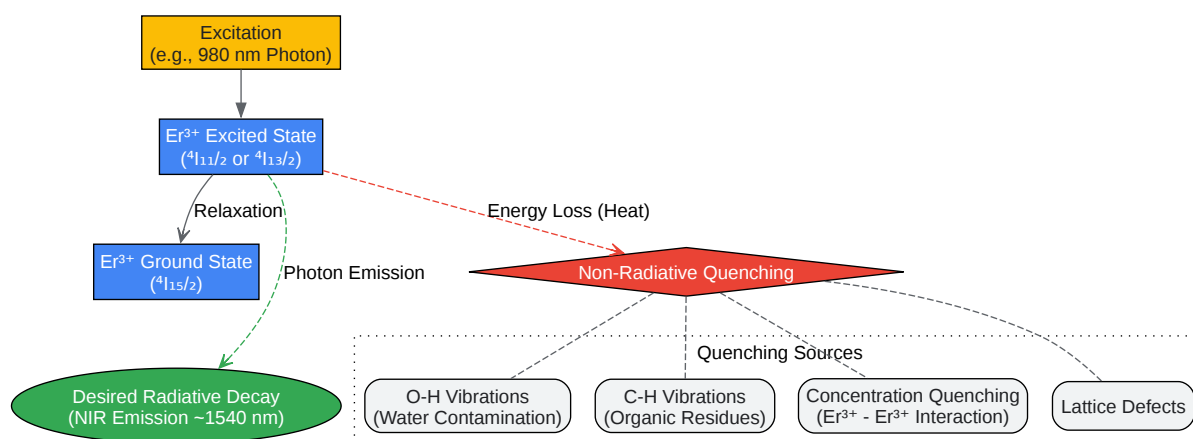 Excitation
(e.g., 980 nm Photon)
Er³⁺ Excited State
(⁴I₁₁/₂ or ⁴I₁₃/₂)
Relaxation
Energy Loss (Heat)
Er³⁺ Ground State
(⁴I₁₅/₂)
Photon Emission
Non-Radiative Quenching
Quenching Sources
Desired Radiative Decay
(NIR Emission ~1540 nm)
O-H Vibrations
(Water Contamination)
C-H Vibrations
(Organic Residues)
Concentration Quenching
(Er³⁺ - Er³⁺ Interaction)
Lattice Defects